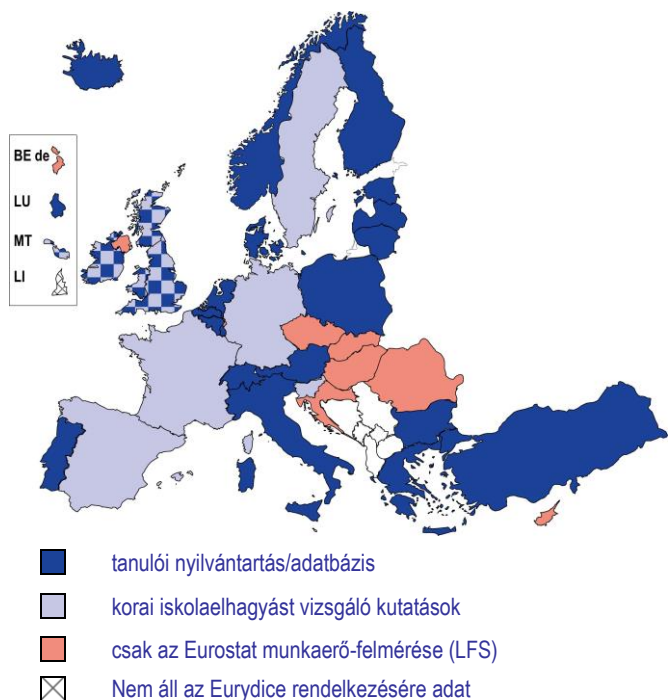 BE de
LU
MT
LI
tanulói nyilvántartás/adatbázis
korai iskolaelhagyást vizsgáló kutatások
csak az Eurostat munkaerő-felmérése (LFS)
Nem áll az Eurydice rendelkezésére adat